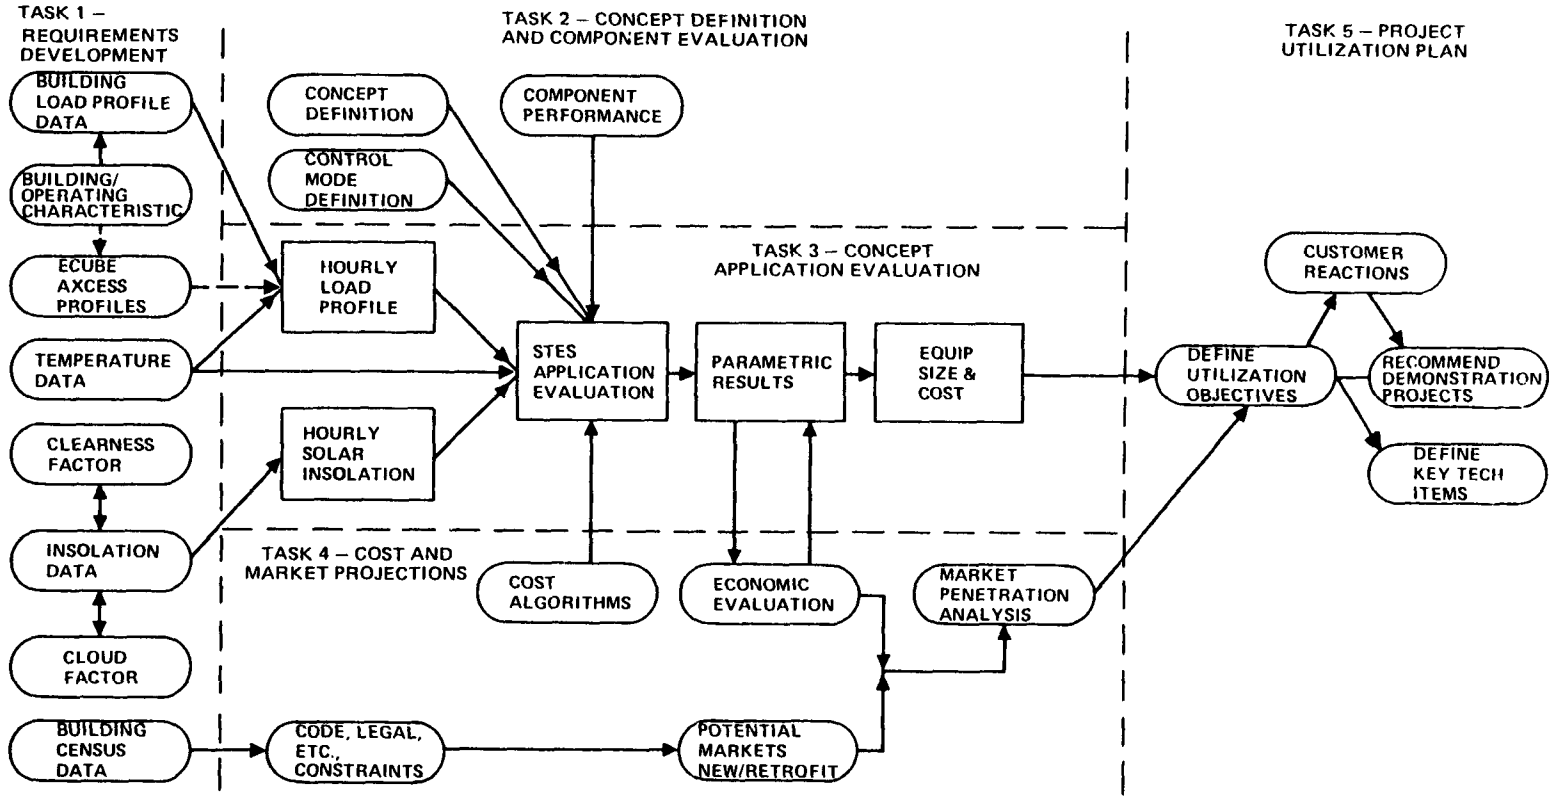 TASK 1 –
REQUIREMENTS
DEVELOPMENT
BUILDING
LOAD PROFILE
DATA
BUILDING/
OPERATING
CHARACTERISTIC
ECUBE
AXCESS
PROFILES
TEMPERATURE
DATA
CLEARNESS
FACTOR
INSOLATION
DATA
CLOUD
FACTOR
BUILDING
CENSUS
DATA
TASK 2 – CONCEPT DEFINITION
AND COMPONENT EVALUATION
CONCEPT
DEFINITION
COMPONENT
PERFORMANCE
CONTROL
MODE
DEFINITION
TASK 3 – CONCEPT
APPLICATION EVALUATION
HOURLY
LOAD
PROFILE
HOURLY
SOLAR
INSOLATION
STES
APPLICATION
EVALUATION
PARAMETRIC
RESULTS
EQUIP
SIZE &
COST
TASK 4 – COST AND
MARKET PROJECTIONS
COST
ALGORITHMS
ECONOMIC
EVALUATION
MARKET
PENETRATION
ANALYSIS
CODE, LEGAL,
ETC.,
CONSTRAINTS
POTENTIAL
MARKETS
NEW/RETROFIT
TASK 5 – PROJECT
UTILIZATION PLAN
CUSTOMER
REACTIONS
DEFINE
UTILIZATION
OBJECTIVES
RECOMMEND
DEMONSTRATION
PROJECTS
DEFINE
KEY TECH
ITEMS